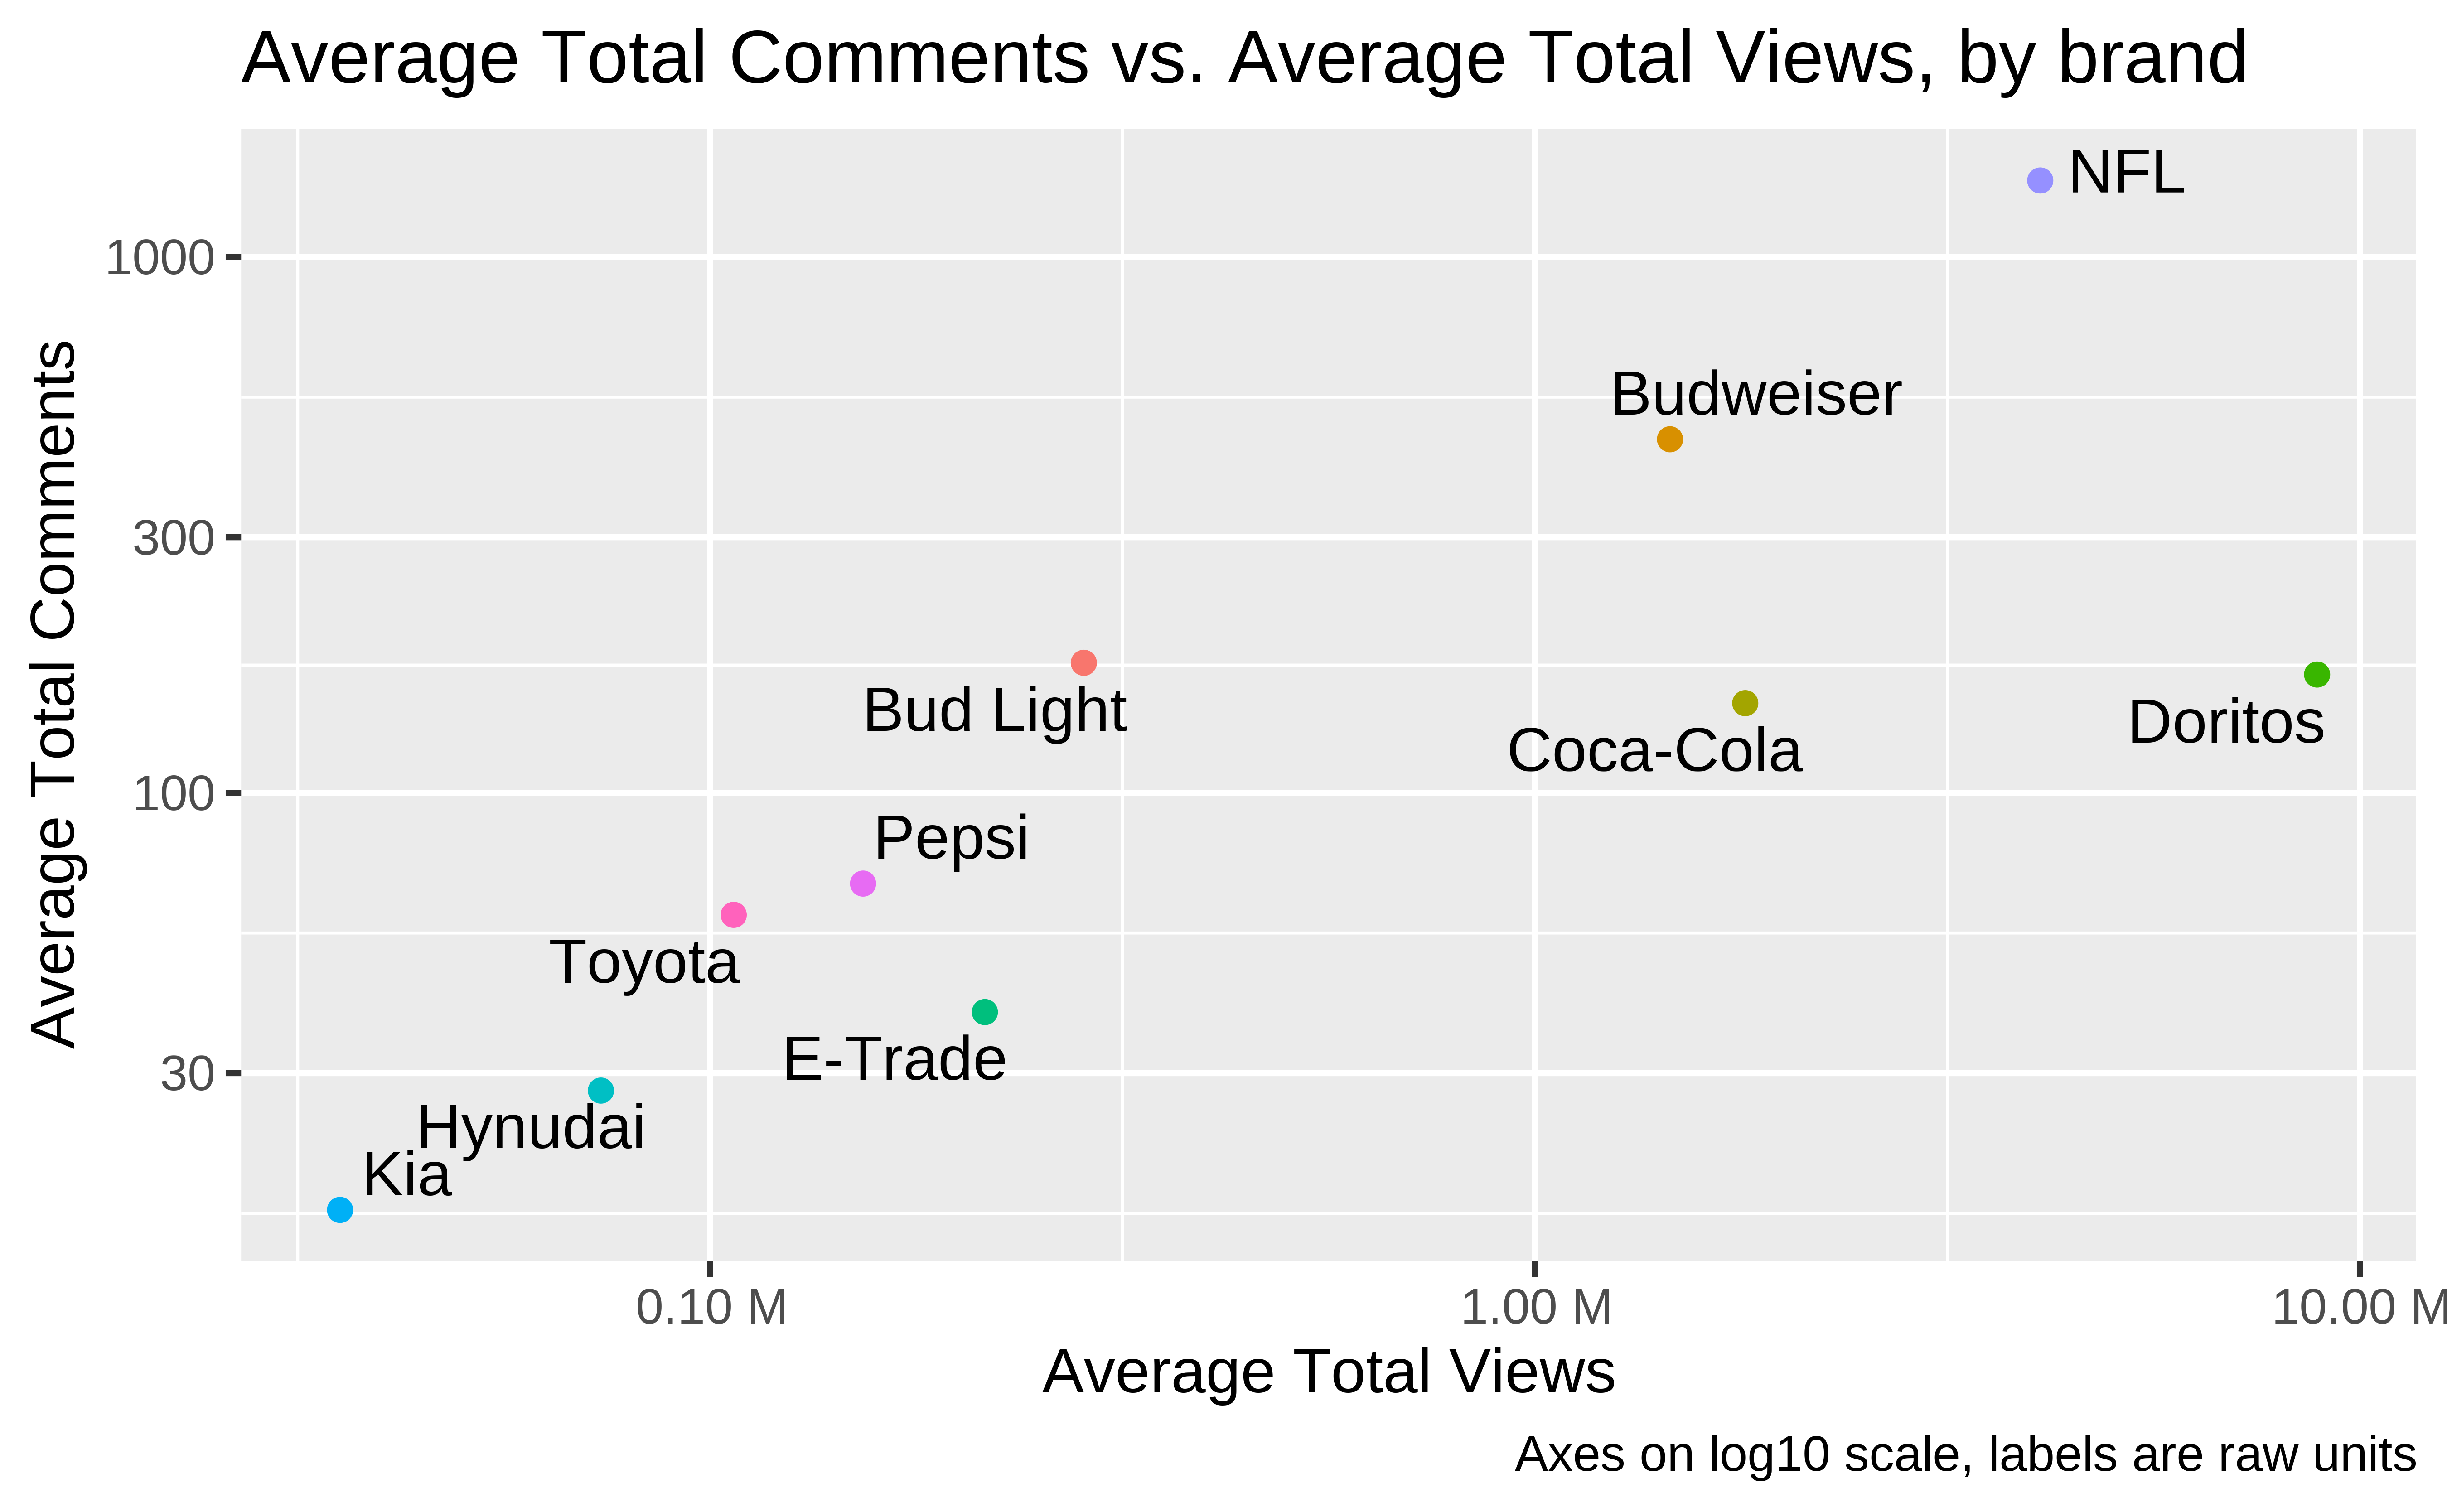 Average Total Comments vs. Average Total Views, by brand
Average Total Comments
1000
300
100
30
NFL
Budweiser
Bud Light
Doritos
Coca-Cola
Pepsi
Toyota
E-Trade
Hynudai
Kia
0.10 M
1.00 M
10.00 M
Average Total Views
Axes on log10 scale, labels are raw units